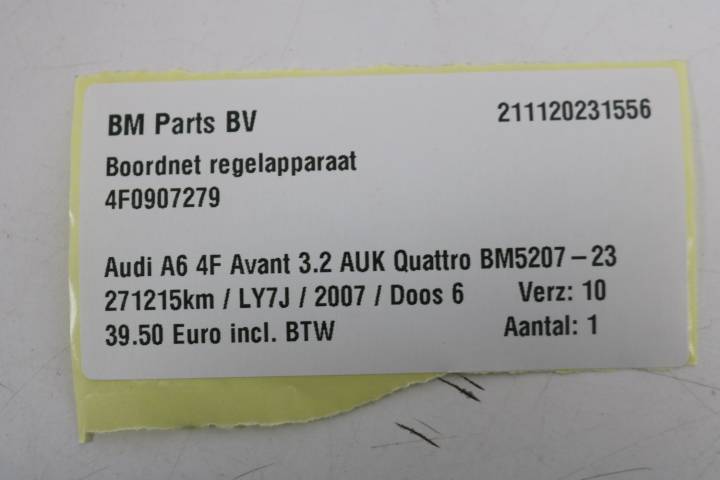 BM Parts BV 211120231556
Boordnet regelapparaat
4F0907279
Audi A6 4F Avant 3.2 AUK Quattro BM5207-23
271215km / LY7J / 2007 / Doos 6 Verz: 10
39.50 Euro incl. BTW Aantal: 1